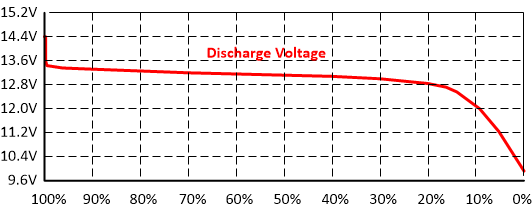 15.2V
14.4V
Discharge Voltage
13.6V
12.8V
12.0V
11.2V
10.4V
9.6V
100% 90% 80% 70% 60% 50% 40% 30% 20% 10% 0%